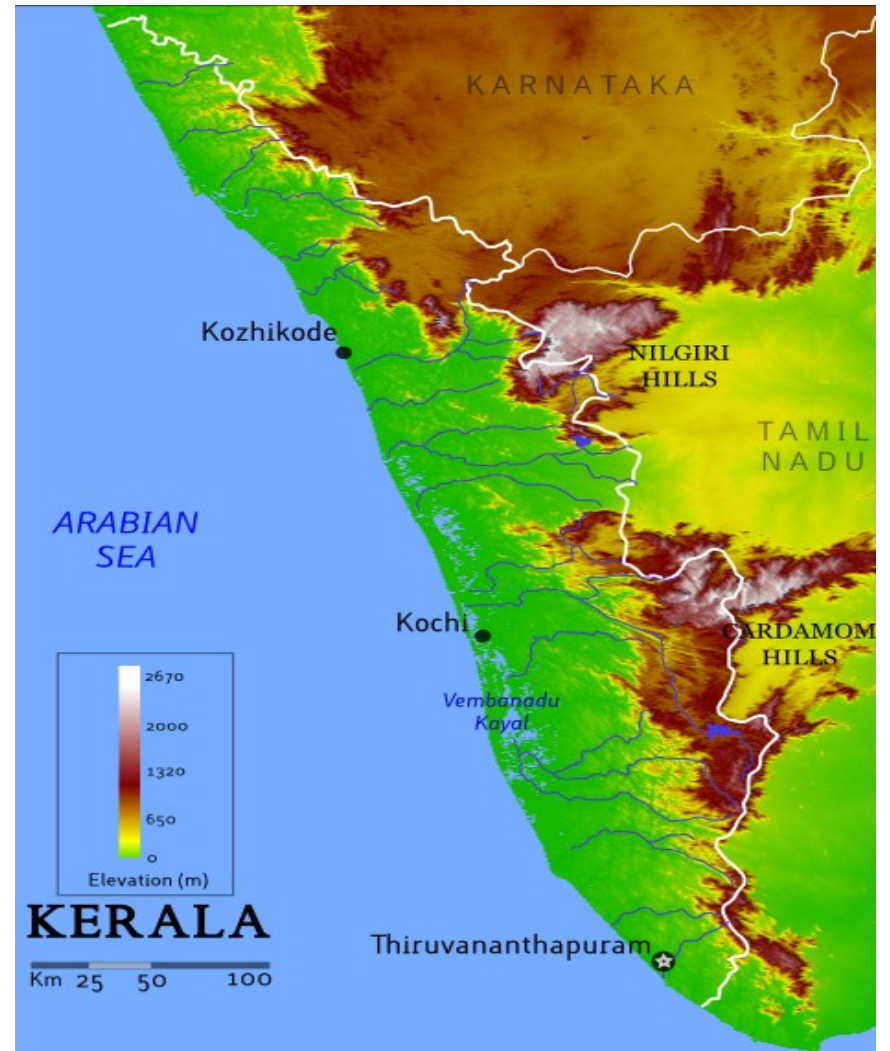 KARNATAKA
Kozhikode
NILGIRI
HILLS
TAMIL
NADU
ARABIAN
SEA
Kochi
CARDAMOM
HILLS
Vembanadu
Kayal
2670
2000
1320
650
0
Elevation (m)
KERALA
Thiruvananthapuram
Km 25 50 100